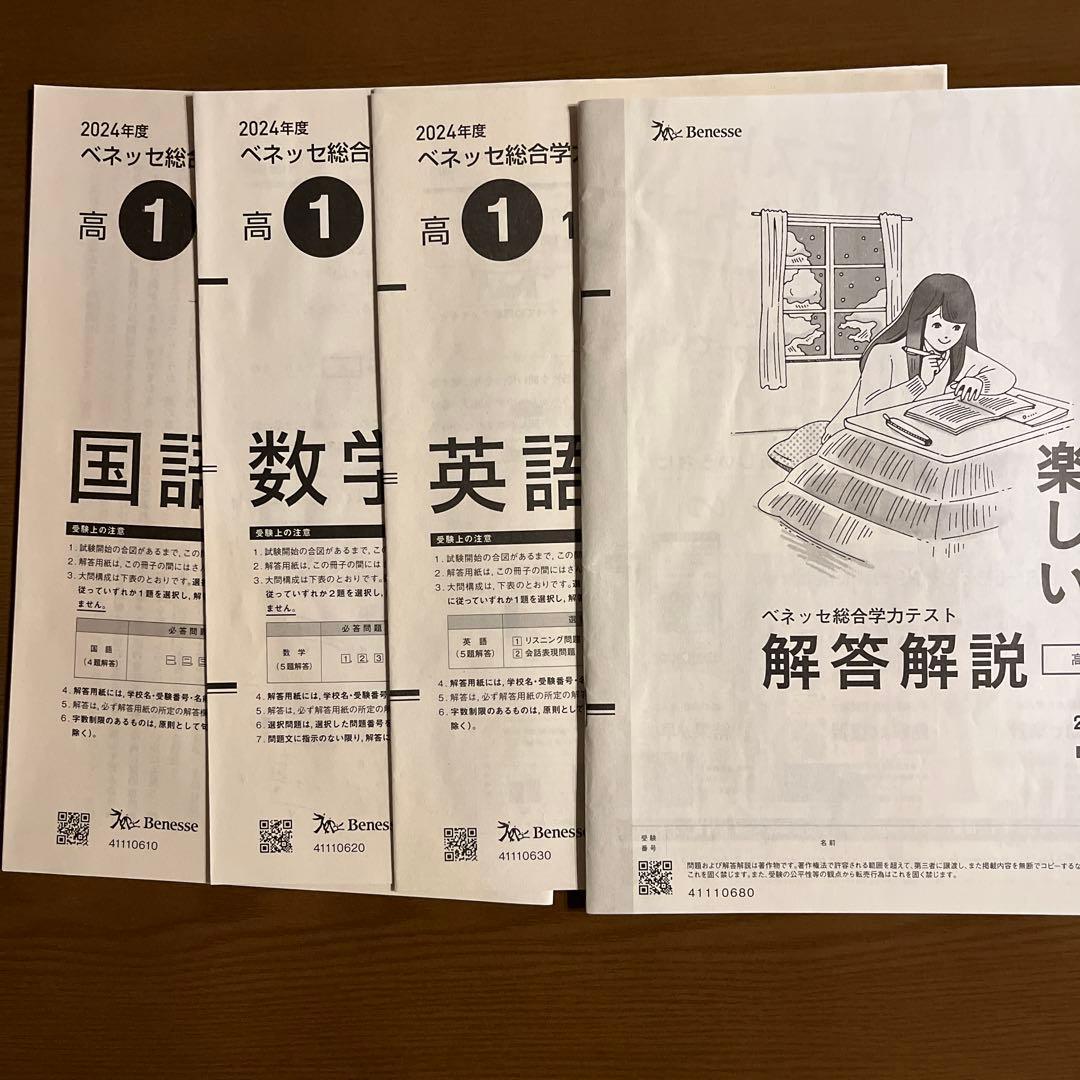 2024年度
ベネッセ総合
高 1
国語
受験上の注意
1. 試験開始の合図があるまで、この
2. 解答用紙は、この冊子の間には
3. 大問構成は下表のとおりです。
従っていずれか1題を選択し、解
ません。
必答問題
国語
(4題解答)
一 二 三
4. 解答用紙には、学校名・受験番号・名
5. 解答は、必ず解答用紙の所定の解答
6. 字数制限のあるものは、原則として
除く)。
Benesse
41110610
2024年度
ベネッセ総合
高 1
数学
受験上の注意
1. 試験開始の合図があるまで、この
2. 解答用紙は、この冊子の間には
3. 大問構成は下表のとおりです。
従っていずれか2題を選択し、
ません。
必答問題
数学
(5題解答)
1 2 3
4. 解答用紙には、学校名・受験番号
5. 解答は、必ず解答用紙の所定の
6. 選択問題は、選択した問題番号を
7. 問題文に指示のない限り、解答に
Benesse
41110620
2024年度
ベネッセ総合学
高 1 1
英語
受験上の注意
1. 試験開始の合図があるまで、この間
2. 解答用紙は、この冊子の間にはさん
3. 大問構成は下表のとおりです。
に従っていずれか1題を選択し、解
選
英語
(5題解答)
1 リスニング問題
2 会話表現問題
4. 解答用紙には、学校名・受験番号・名
5. 解答は、必ず解答用紙の所定の解
6. 字数制限のあるものは、原則とし
除く)。
Benesse
41110630
Benesse
楽しい
ベネッセ総合学力テスト
解答解説
高
2
受験番号
名前
問題および解答解説は著作物です。著作権法で許容される範囲を超えて、第三者に譲渡し、また掲載内容を無断でコピーするな
これを固く禁じます。また、受験の公平性等の観点から転売行為はこれを固く禁じます。
41110680